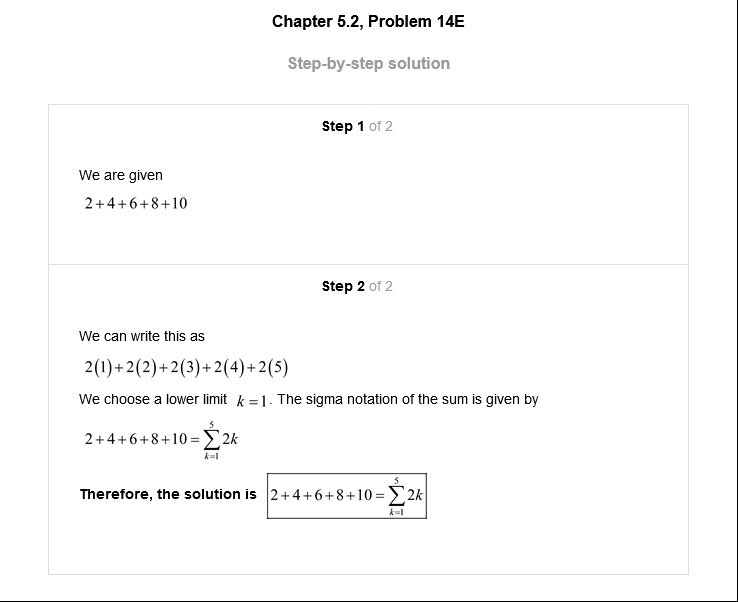 Chapter 5.2, Problem 14E
Step-by-step solution
Step 1 of 2
We are given
2+4+6+8+10
Step 2 of 2
We can write this as
2(1)+2(2)+2(3)+2(4)+2(5)
We choose a lower limit k=1. The sigma notation of the sum is given by
2+4+6+8+10=∑_{k=1}^{5} 2k
Therefore, the solution is 2+4+6+8+10=∑_{k=1}^{5} 2k